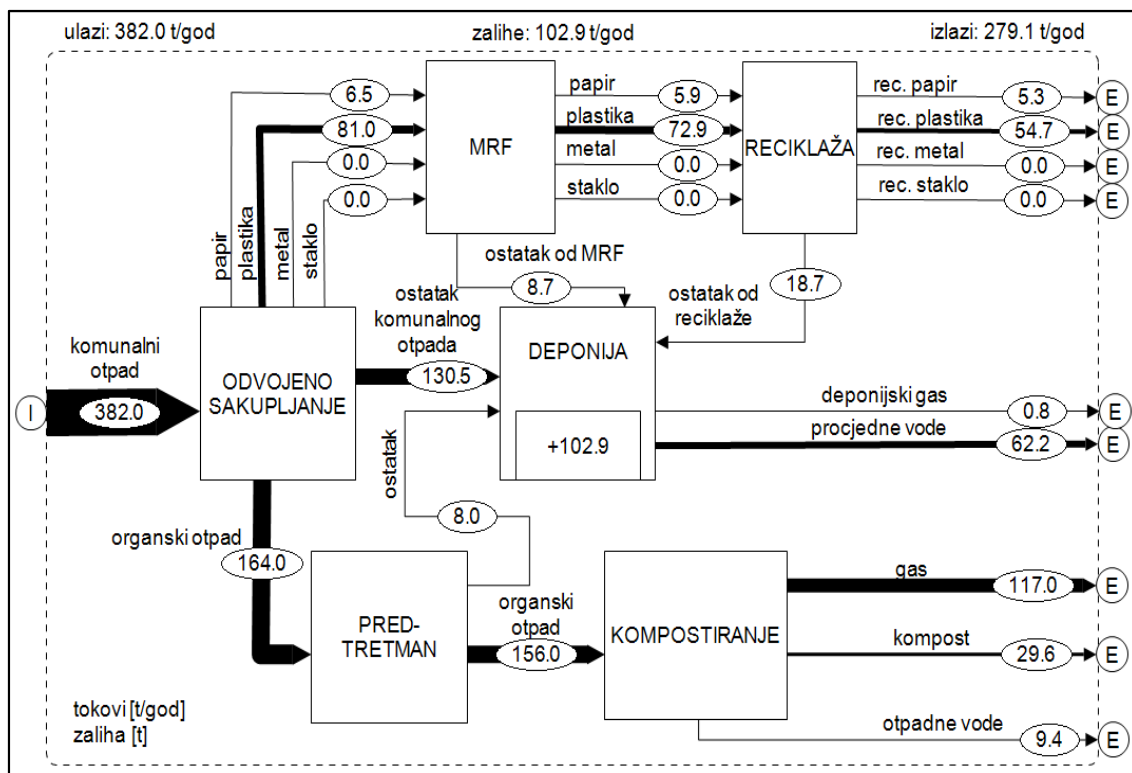 ulazi: 382.0 t/god
zalihe: 102.9 t/god
izlazi: 279.1 t/god
6.5
81.0
0.0
0.0
papir
plastika
metal
staklo
MRF
papir
5.9
plastika
72.9
metal
0.0
staklo
0.0
RECIKLAŽA
rec. papir
5.3
E
rec. plastika
54.7
E
rec. metal
0.0
E
rec. staklo
0.0
E
ostatak od MRF
8.7
ostatak od
reciklaže
18.7
komunalni
otpad
I
382.0
ODVOJENO
SAKUPLJANJE
ostatak
komunalnog
otpada
130.5
DEPONIJA
+102.9
deponijski gas
0.8
E
procjedne vode
62.2
E
ostatak
8.0
organski otpad
164.0
PRED-
TRETMAN
organski
otpad
156.0
KOMPOSTIRANJE
gas
117.0
E
kompost
29.6
E
otpadne vode
9.4
E
tokovi [t/god]
zaliha [t]